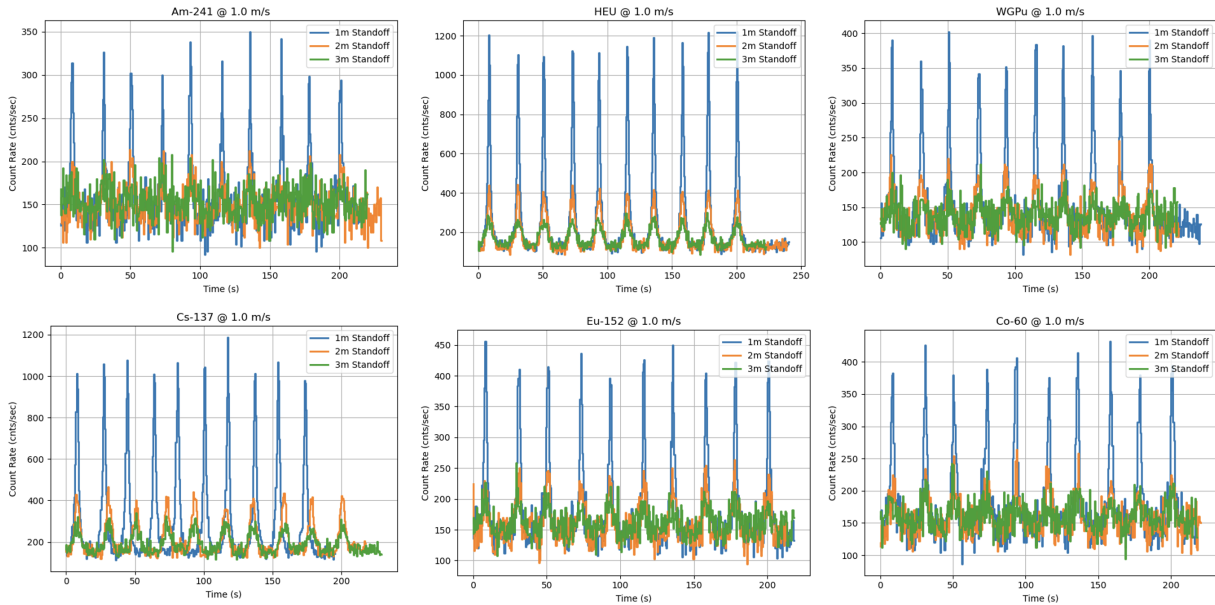 Am-241 @ 1.0 m/s
1m Standoff
2m Standoff
3m Standoff
Count Rate (cnts/sec)
350
300
250
200
150
100
0
50
100
150
200
Time (s)
HEU @ 1.0 m/s
1m Standoff
2m Standoff
3m Standoff
Count Rate (cnts/sec)
1200
1000
800
600
400
200
0
50
100
150
200
250
Time (s)
WGPu @ 1.0 m/s
1m Standoff
2m Standoff
3m Standoff
Count Rate (cnts/sec)
400
350
300
250
200
150
100
0
50
100
150
200
Time (s)
Cs-137 @ 1.0 m/s
1m Standoff
2m Standoff
3m Standoff
Count Rate (cnts/sec)
1200
1000
800
600
400
200
0
50
100
150
200
Time (s)
Eu-152 @ 1.0 m/s
1m Standoff
2m Standoff
3m Standoff
Count Rate (cnts/sec)
450
400
350
300
250
200
150
100
0
50
100
150
200
Time (s)
Co-60 @ 1.0 m/s
1m Standoff
2m Standoff
3m Standoff
Count Rate (cnts/sec)
400
350
300
250
200
150
100
0
50
100
150
200
Time (s)